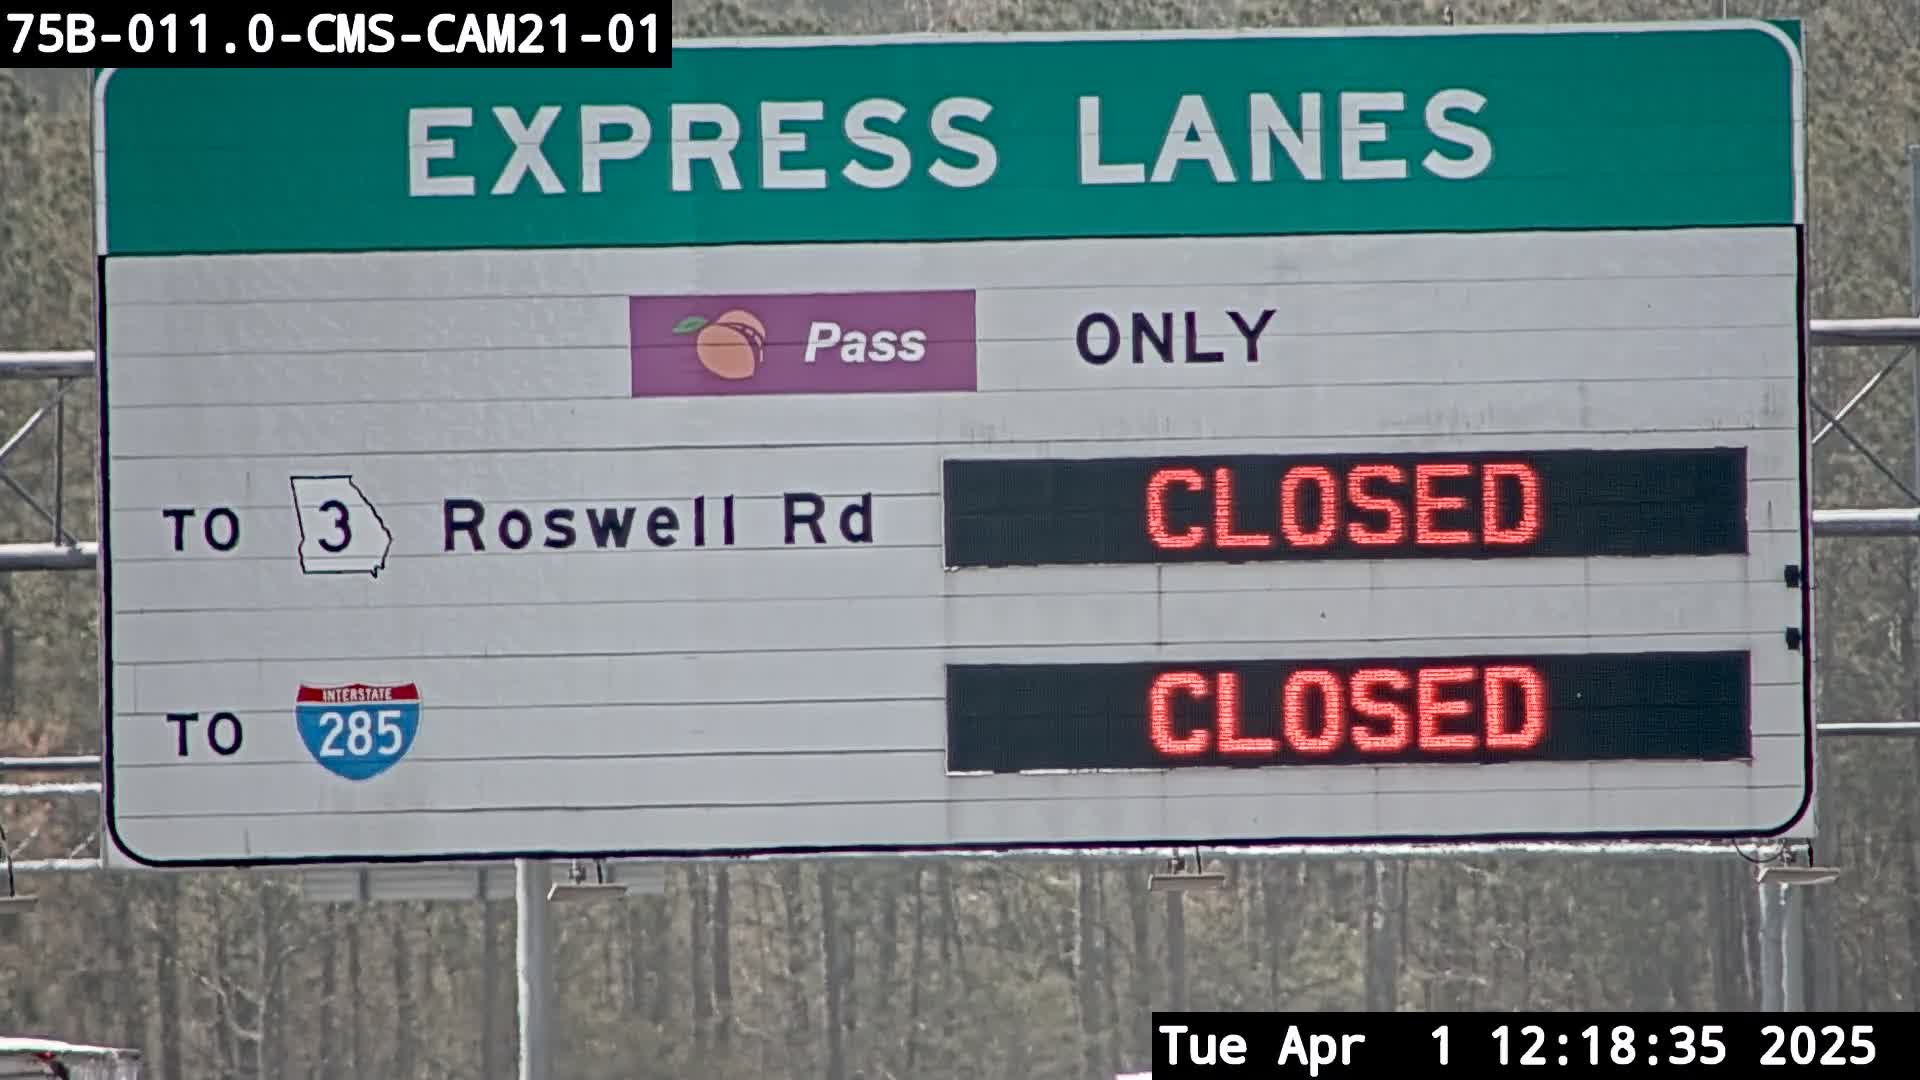 75B-011.0-CMS-CAM21-01
EXPRESS LANES
Pass ONLY
TO 3 Roswell Rd CLOSED
TO INTERSTATE 285 CLOSED
Tue Apr 1 12:18:35 2025